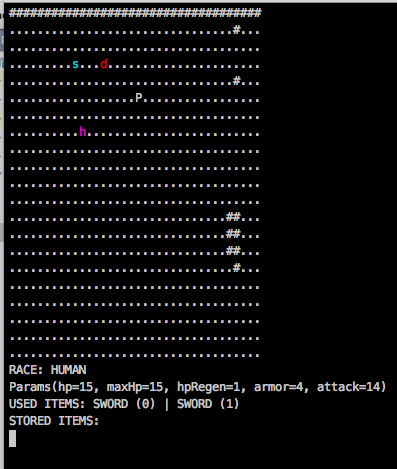 ####################################
................................#...
....................................
.........s...d......................
................................#...
..................P.................
....................................
..........h.........................
....................................
....................................
....................................
....................................
...............................##...
...............................##...
...............................##...
................................#...
....................................
....................................
....................................
....................................
....................................
RACE: HUMAN
Params(hp=15, maxHp=15, hpRegen=1, armor=4, attack=14)
USED ITEMS: SWORD (0) | SWORD (1)
STORED ITEMS: